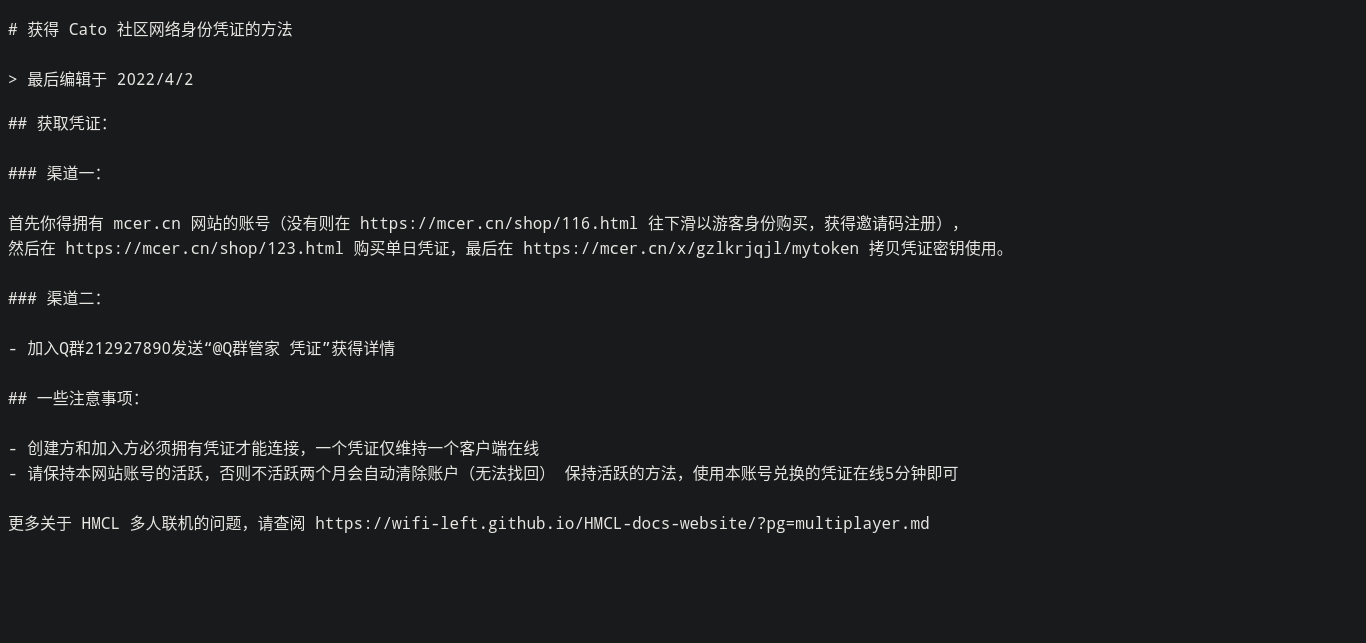 # 获得 Cato 社区网络身份凭证的方法
> 最后编辑于 2022/4/2
## 获取凭证：
### 渠道一：
首先你得拥有 mcer.cn 网站的账号（没有则在 https://mcer.cn/shop/116.html 往下滑以游客身份购买，获得邀请码注册），
然后在 https://mcer.cn/shop/123.html 购买单日凭证，最后在 https://mcer.cn/x/gzlkrjqjl/mytoken 拷贝凭证密钥使用。
### 渠道二：
- 加入Q群212927890发送“@Q群管家 凭证”获得详情
## 一些注意事项：
- 创建方和加入方必须拥有凭证才能连接，一个凭证仅维持一个客户端在线
- 请保持本网站账号的活跃，否则不活跃两个月会自动清除账户（无法找回） 保持活跃的方法，使用本账号兑换的凭证在线5分钟即可
更多关于 HMCL 多人联机的问题，请查阅 https://wifi-left.github.io/HMCL-docs-website/?pg=multiplayer.md